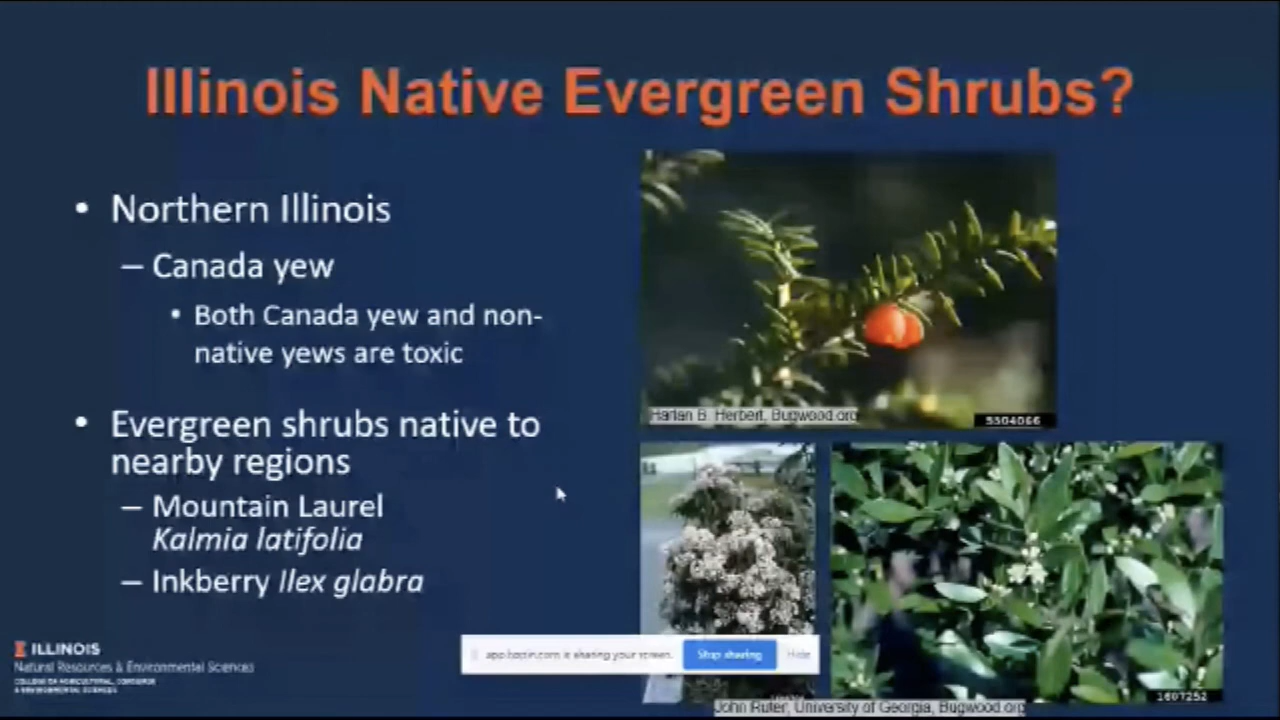 Illinois Native Evergreen Shrubs?
• Northern Illinois
– Canada yew
• Both Canada yew and non-
native yews are toxic
• Evergreen shrubs native to
nearby regions
– Mountain Laurel
Kalmia latifolia
– Inkberry Ilex glabra
Harlan B. Herbert, Bugwood.org
5504066
1607252
app.hopin.com is sharing your screen.
Stop sharing
Hide
John Ruter, University of Georgia, Bugwood.org
I ILLINOIS
Natural Resources & Environmental Sciences
COLLEGE OF AGRICULTURAL, CONSUMER
& ENVIRONMENTAL SCIENCES